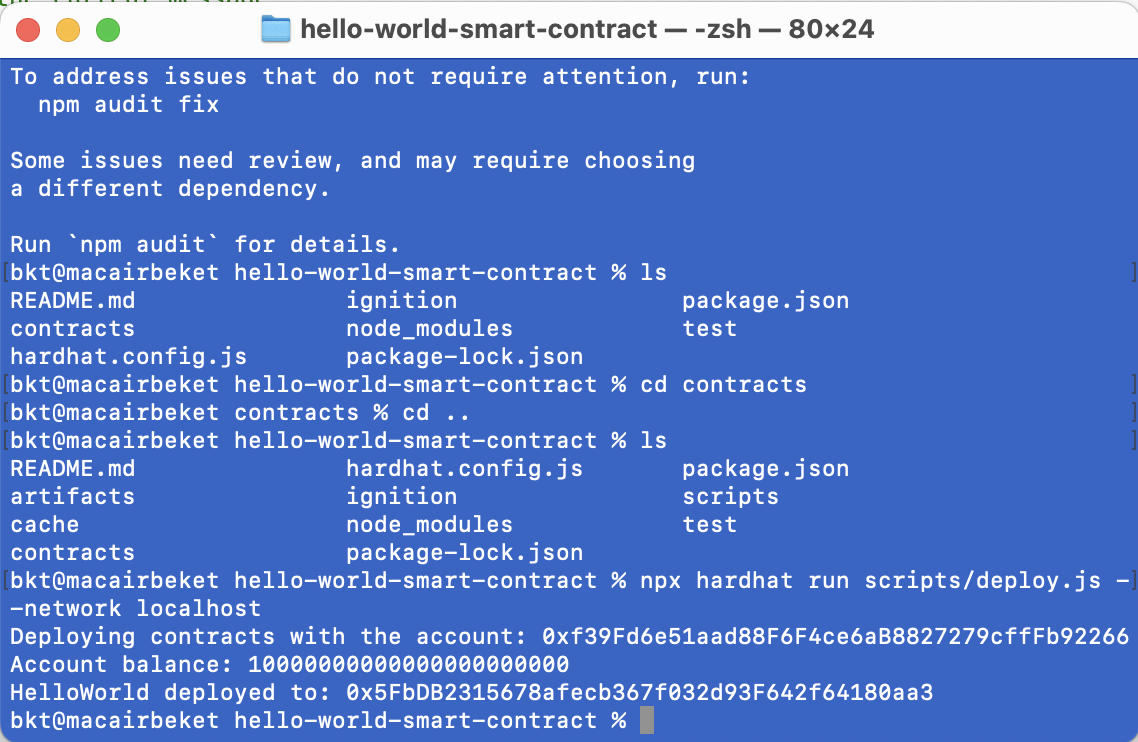 hello-world-smart-contract — -zsh — 80×24
To address issues that do not require attention, run:
  npm audit fix

Some issues need review, and may require choosing
a different dependency.

Run `npm audit` for details.
[bkt@macairbeket hello-world-smart-contract % ls ]
README.md               ignition                package.json
contracts               node_modules            test
hardhat.config.js       package-lock.json
[bkt@macairbeket hello-world-smart-contract % cd contracts ]
[bkt@macairbeket contracts % cd .. ]
[bkt@macairbeket hello-world-smart-contract % ls ]
README.md               hardhat.config.js       package.json
artifacts               ignition                scripts
cache                   node_modules            test
contracts               package-lock.json
[bkt@macairbeket hello-world-smart-contract % npx hardhat run scripts/deploy.js -]
-network localhost
Deploying contracts with the account: 0xf39Fd6e51aad88F6F4ce6aB8827279cffFb92266
Account balance: 10000000000000000000000
HelloWorld deployed to: 0x5FbDB2315678afecb367f032d93F642f64180aa3
bkt@macairbeket hello-world-smart-contract %